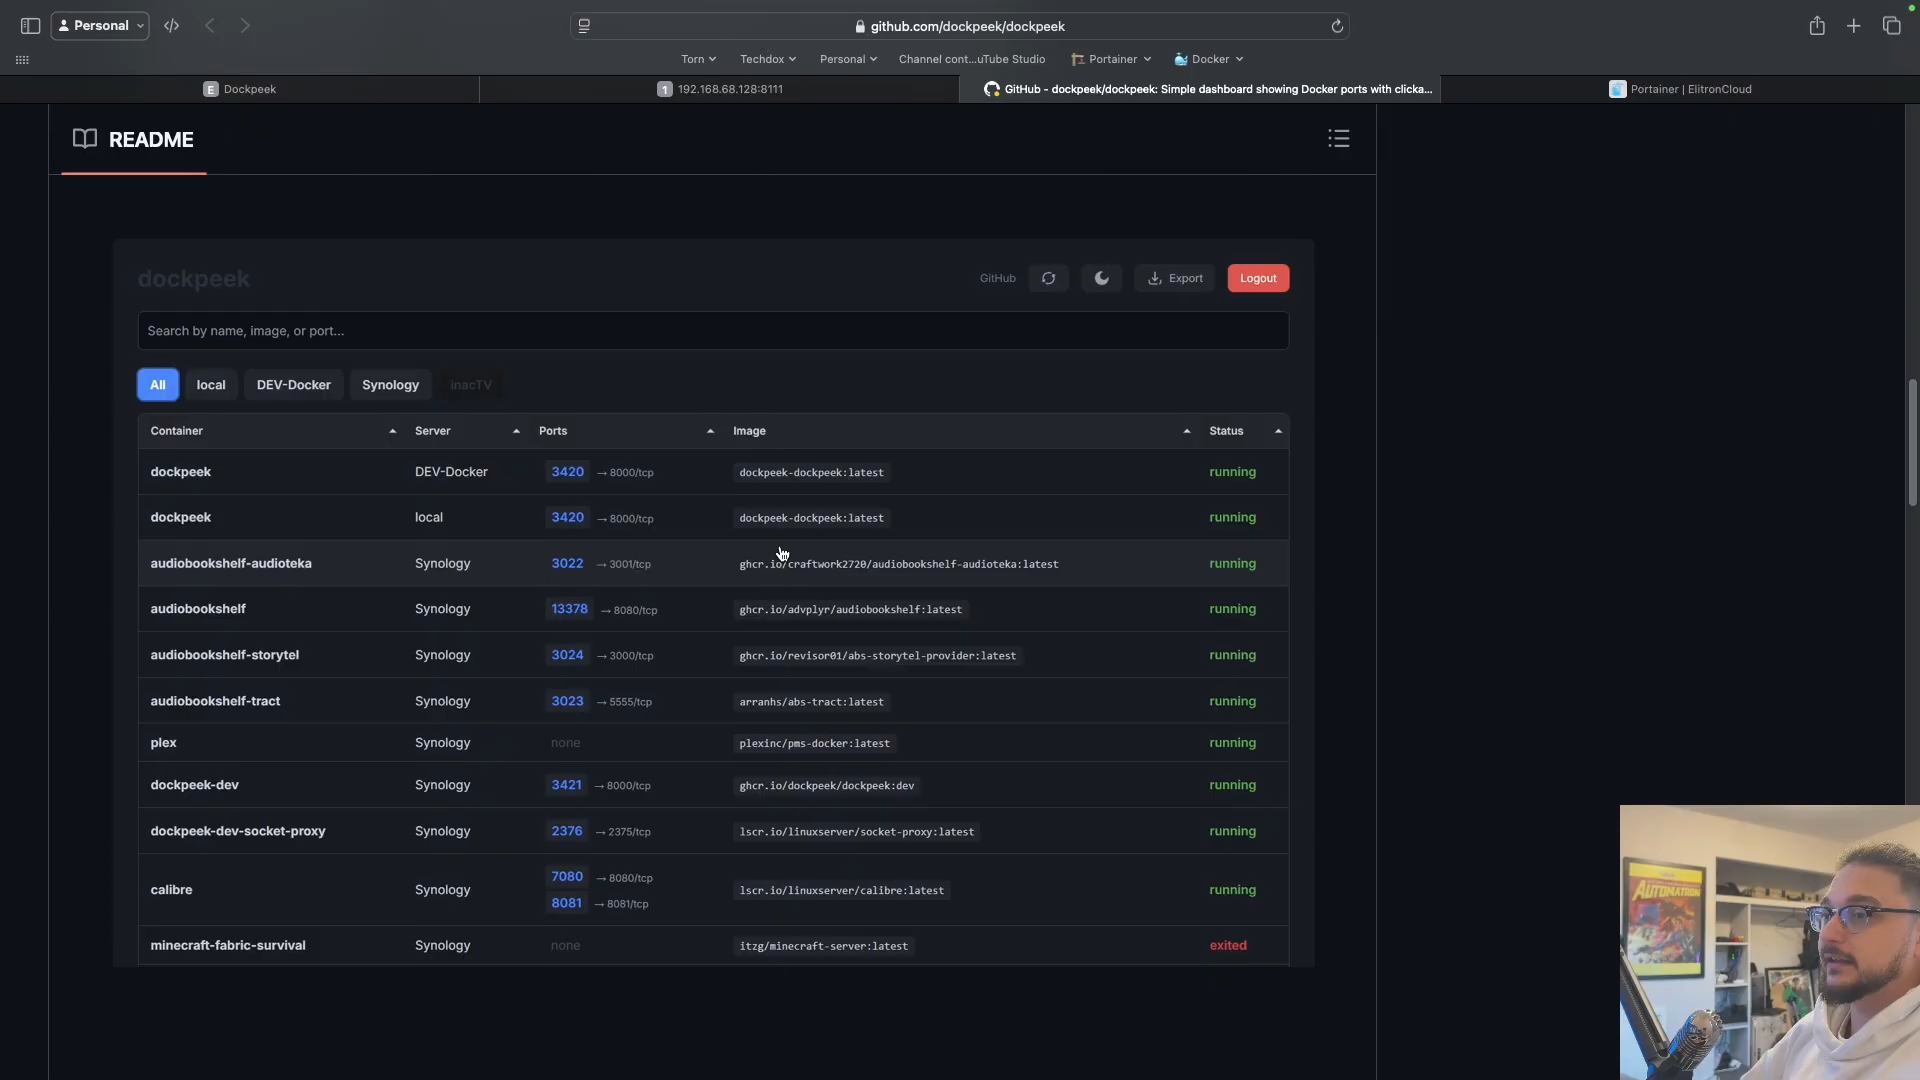 Personal
github.com/dockpeek/dockpeek
Torn
Techdox
Personal
Channel cont...uTube Studio
Portainer
Docker
E Dockpeek
1 192.168.68.128:8111
GitHub - dockpeek/dockpeek: Simple dashboard showing Docker ports with clicka...
Portainer | ElitronCloud
README
dockpeek
GitHub
Export
Logout
Search by name, image, or port...
All local DEV-Docker Synology inacTV
Container Server Ports Image Status
dockpeek DEV-Docker 3420 → 8000/tcp dockpeek-dockpeek:latest running
dockpeek local 3420 → 8000/tcp dockpeek-dockpeek:latest running
audiobookshelf-audioteka Synology 3022 → 3001/tcp ghcr.io/craftwork2720/audiobookshelf-audioteka:latest running
audiobookshelf Synology 13378 → 8080/tcp ghcr.io/advplyr/audiobookshelf:latest running
audiobookshelf-storytel Synology 3024 → 3000/tcp ghcr.io/revisor01/abs-storytel-provider:latest running
audiobookshelf-tract Synology 3023 → 5555/tcp arranhs/abs-tract:latest running
plex Synology none plexinc/pms-docker:latest running
dockpeek-dev Synology 3421 → 8000/tcp ghcr.io/dockpeek/dockpeek:dev running
dockpeek-dev-socket-proxy Synology 2376 → 2375/tcp lscr.io/linuxserver/socket-proxy:latest running
calibre Synology 7080 → 8080/tcp lscr.io/linuxserver/calibre:latest running
8081 → 8081/tcp
minecraft-fabric-survival Synology none itzg/minecraft-server:latest exited
AUTOMATRON